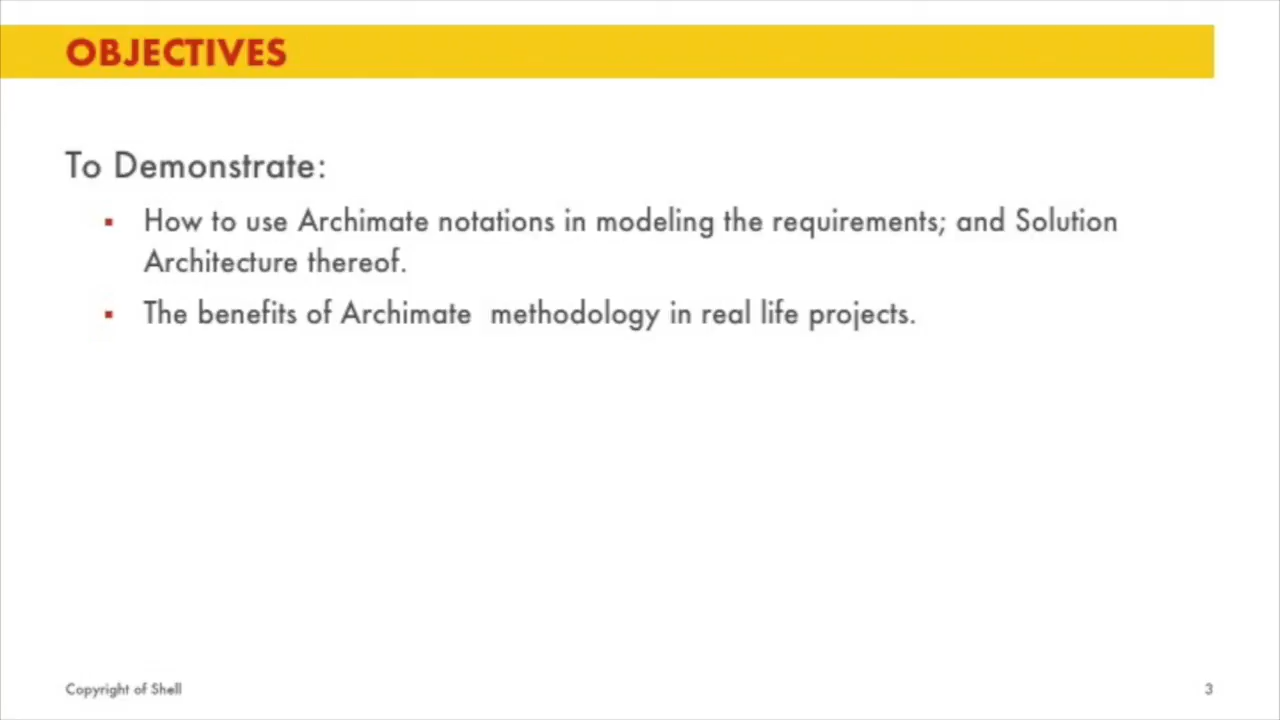 OBJECTIVES
To Demonstrate:
▪ How to use Archimate notations in modeling the requirements; and Solution
Architecture thereof.
▪ The benefits of Archimate  methodology in real life projects.
Copyright of Shell
3